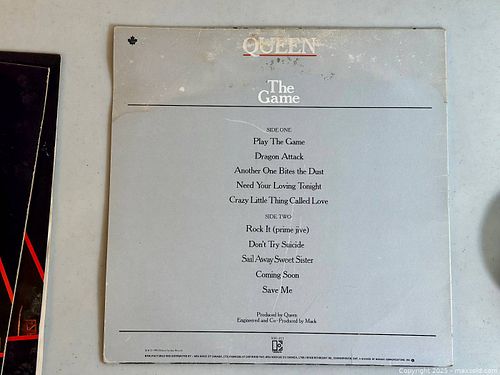 QUEEN
The
Game
SIDE ONE
Play The Game
Dragon Attack
Another One Bites the Dust
Need Your Loving Tonight
Crazy Little Thing Called Love
SIDE TWO
Rock It (prime jive)
Don't Try Suicide
Sail Away Sweet Sister
Coming Soon
Save Me
Produced by Queen
Engineered and Co-Produced by Mack
Copyright 2025 - maxsold.com